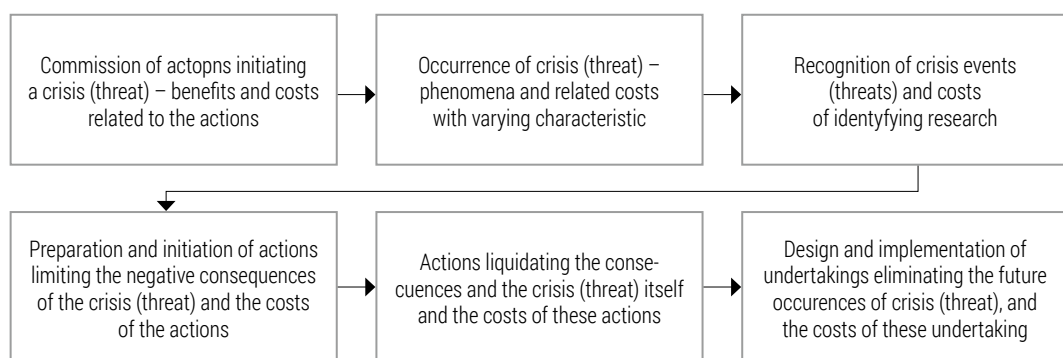 Commission of actopns initiating
a crisis (threat) – benefits and costs
related to the actions
Occurrence of crisis (threat) –
phenomena and related costs
with varying characteristic
Recognition of crisis events
(threats) and costs
of identyfying research
Preparation and initiation of actions
limiting the negative consequences
of the crisis (threat) and the costs
of the actions
Actions liquidating the conse-
cuences and the crisis (threat) itself
and the costs of these actions
Design and implementation of
undertakings eliminating the future
occurences of crisis (threat), and
the costs of these undertaking